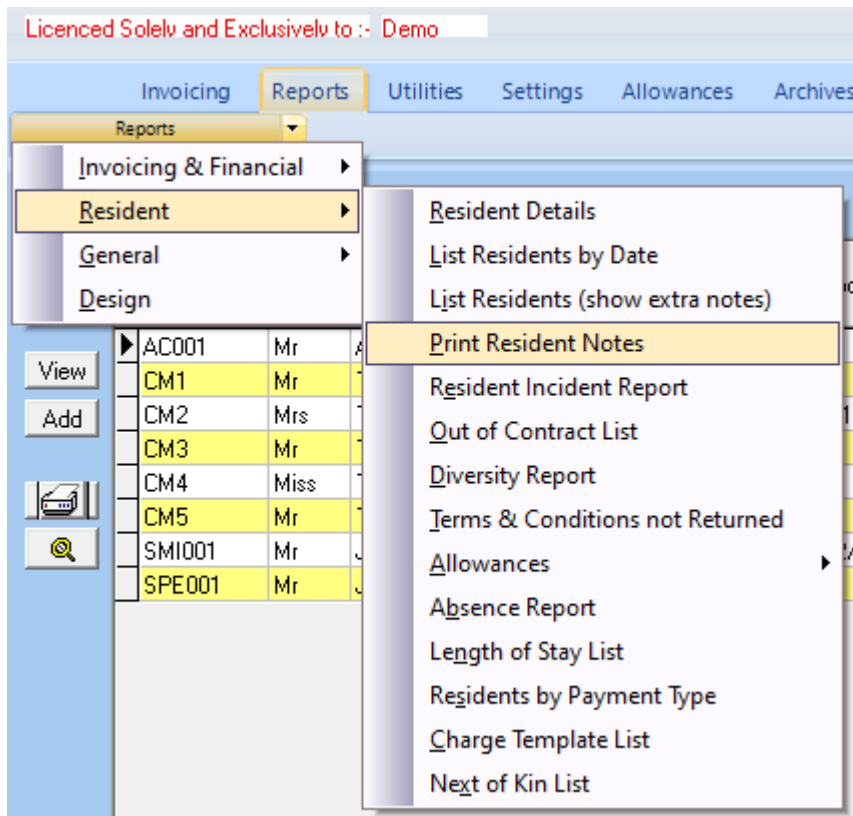 Licenced Solely and Exclusively to :- Demo
Invoicing Reports Utilities Settings Allowances Archives
Reports
Invoicing & Financial
Resident
General
Design
Resident Details
List Residents by Date
List Residents (show extra notes)
Print Resident Notes
Resident Incident Report
Out of Contract List
Diversity Report
Terms & Conditions not Returned
Allowances
Absence Report
Length of Stay List
Residents by Payment Type
Charge Template List
Next of Kin List
View
Add
AC001 Mr
CM1 Mr
CM2 Mrs
CM3 Mr
CM4 Miss
CM5 Mr
SMI001 Mr
SPE001 Mr